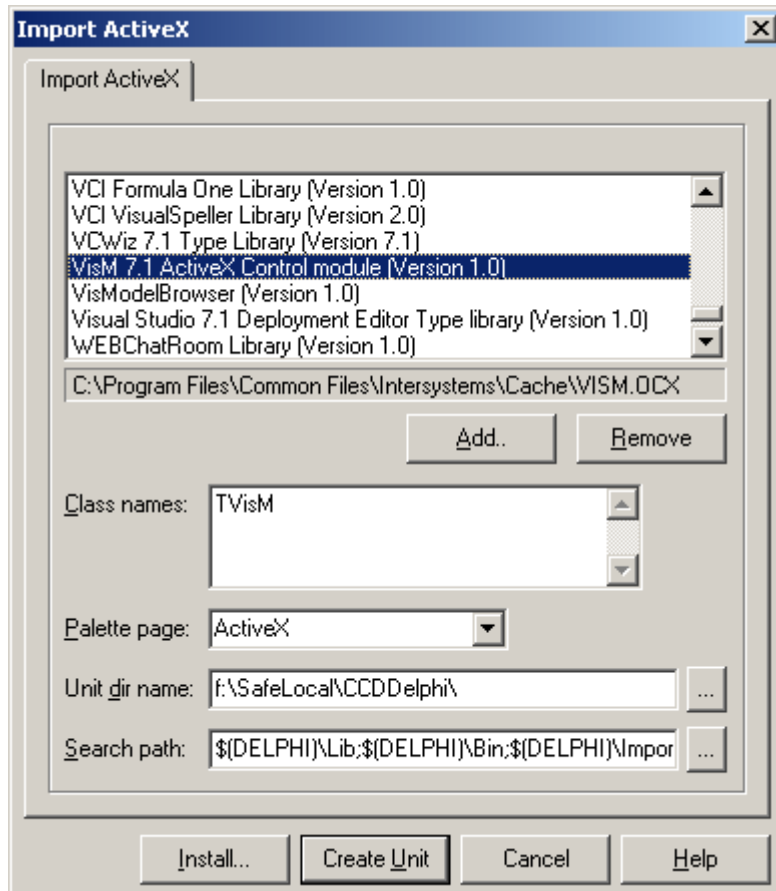 Import ActiveX
Import ActiveX
VCI Formula One Library (Version 1.0)
VCI VisualSpeller Library (Version 2.0)
VCWiz 7.1 Type Library (Version 7.1)
VisM 7.1 ActiveX Control module (Version 1.0)
VisModelBrowser (Version 1.0)
Visual Studio 7.1 Deployment Editor Type library (Version 1.0)
WEBChatRoom Library (Version 1.0)
C:\Program Files\Common Files\Intersystems\Cache\VISM.OCX
Add.. Remove
Class names: TVisM
Palette page: ActiveX
Unit dir name: f:\SafeLocal\CCDDelphi\ ...
Search path: $(DELPHI)\Lib;$(DELPHI)\Bin;$(DELPHI)\Impor ...
Install... Create Unit Cancel Help